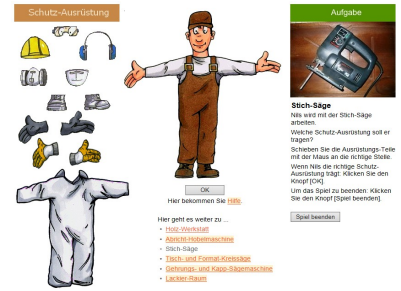 Schutz-Ausrüstung
OK
Hier bekommen Sie Hilfe.
Hier geht es weiter zu ...
Holz-Werkstatt
Abricht-Hobelmaschine
Stich-Säge
Tisch- und Format-Kreissäge
Gehrungs- und Kapp-Sägemaschine
Lackier-Raum
Aufgabe
Stich-Säge
Nils wird mit der Stich-Säge
arbeiten.
Welche Schutz-Ausrüstung soll er
tragen?
Schieben Sie die Ausrüstungs-Teile
mit der Maus an die richtige Stelle.
Wenn Nils die richtige Schutz-
Ausrüstung trägt: Klicken Sie den
Knopf [OK].
Um das Spiel zu beenden: Klicken
Sie den Knopf [Spiel beenden].
Spiel beenden